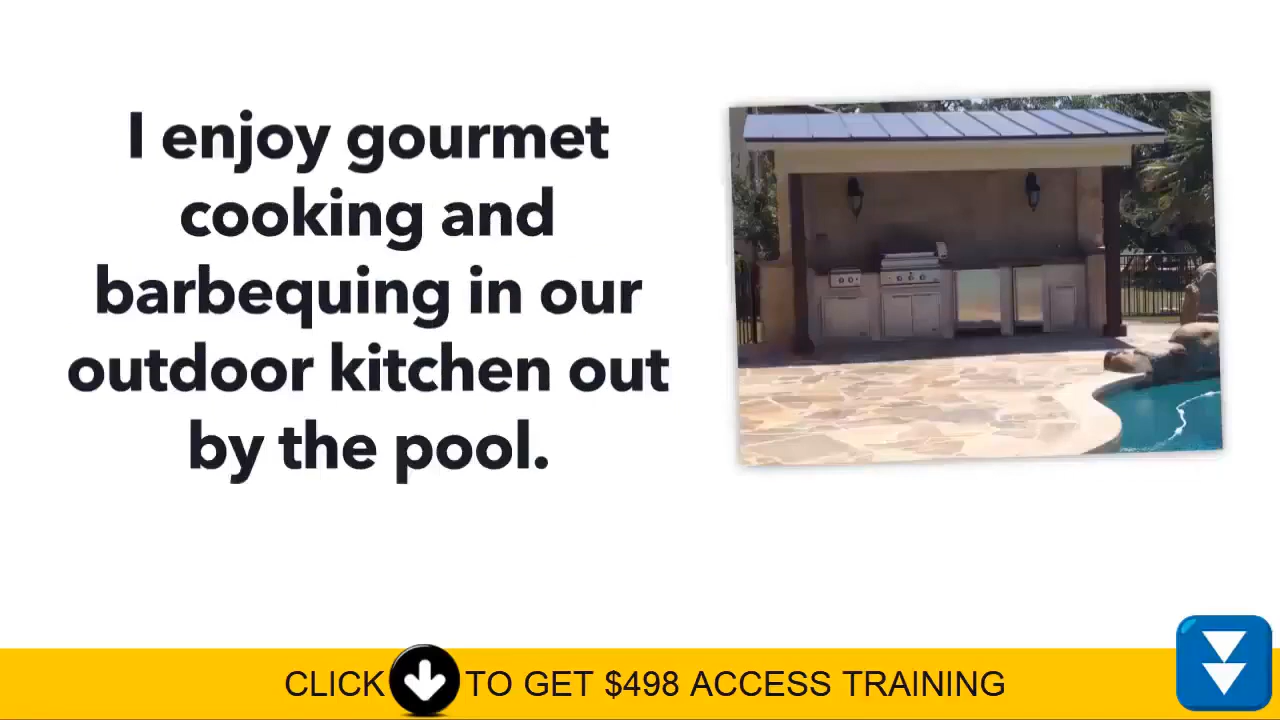 I enjoy gourmet
cooking and
barbequing in our
outdoor kitchen out
by the pool.
CLICK TO GET $498 ACCESS TRAINING